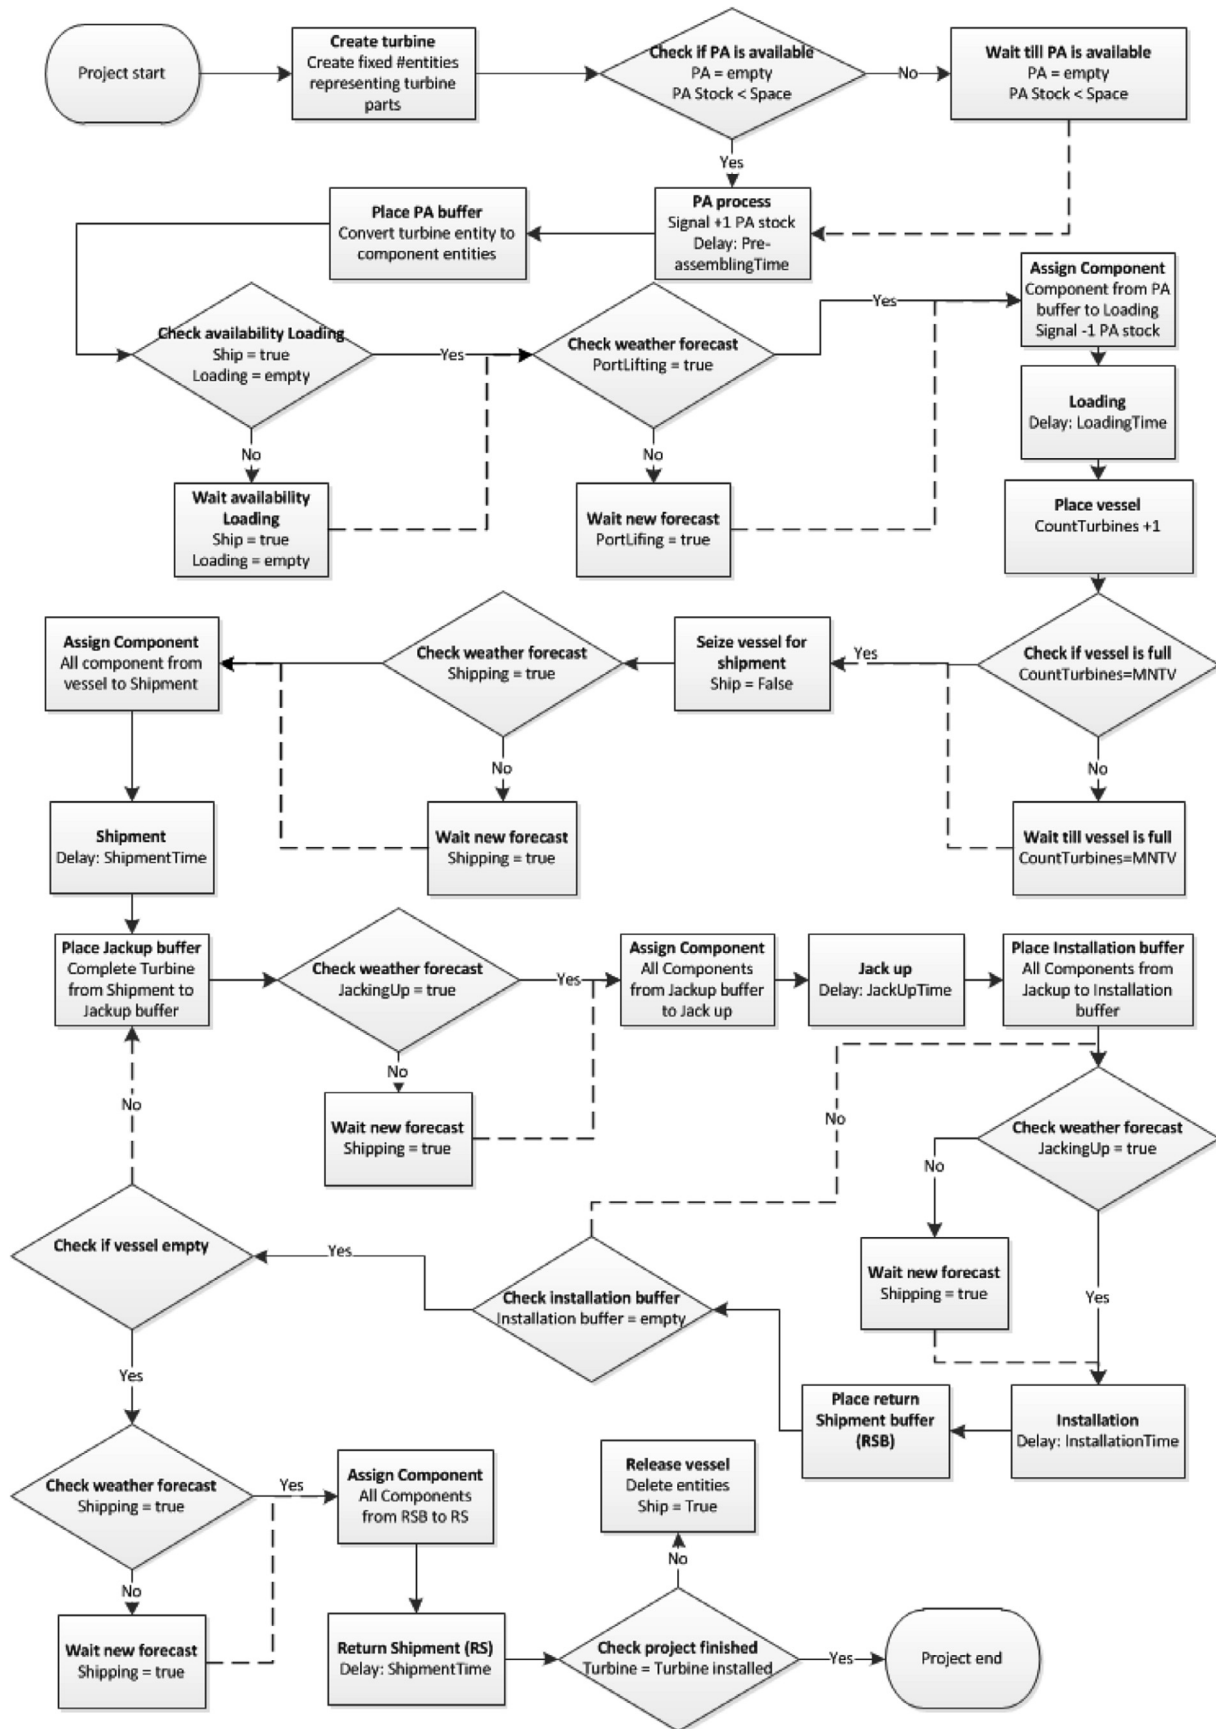 Project start
Create turbine
Create fixed #entities
representing turbine
parts
Check if PA is available
PA = empty
PA Stock < Space
No
Wait till PA is available
PA = empty
PA Stock < Space
Yes
Place PA buffer
Convert turbine entity to
component entities
PA process
Signal +1 PA stock
Delay: Pre-
assemblingTime
Check availability Loading
Ship = true
Loading = empty
Yes
Check weather forecast
PortLifting = true
Yes
Assign Component
Component from PA
buffer to Loading
Signal -1 PA stock
Loading
Delay: LoadingTime
No
No
Wait availability
Loading
Ship = true
Loading = empty
Wait new forecast
PortLifing = true
Place vessel
CountTurbines +1
Assign Component
All component from
vessel to Shipment
Check weather forecast
Shipping = true
Seize vessel for
shipment
Ship = False
Yes
Check if vessel is full
CountTurbines=MNTV
No
No
Shipment
Delay: ShipmentTime
Wait new forecast
Shipping = true
Wait till vessel is full
CountTurbines=MNTV
Place Jackup buffer
Complete Turbine
from Shipment to
Jackup buffer
Check weather forecast
JackingUp = true
Yes
Assign Component
All Components
from Jackup buffer
to Jack up
Jack up
Delay: JackUpTime
Place Installation buffer
All Components from
Jackup to Installation
buffer
No
No
Wait new forecast
Shipping = true
No
Check weather forecast
JackingUp = true
No
Check if vessel empty
Yes
Check installation buffer
Installation buffer = empty
Wait new forecast
Shipping = true
Yes
Yes
Place return
Shipment buffer
(RSB)
Installation
Delay: InstallationTime
Check weather forecast
Shipping = true
Yes
Assign Component
All Components
from RSB to RS
Release vessel
Delete entities
Ship = True
No
No
Wait new forecast
Shipping = true
Return Shipment (RS)
Delay: ShipmentTime
Check project finished
Turbine = Turbine installed
Yes
Project end